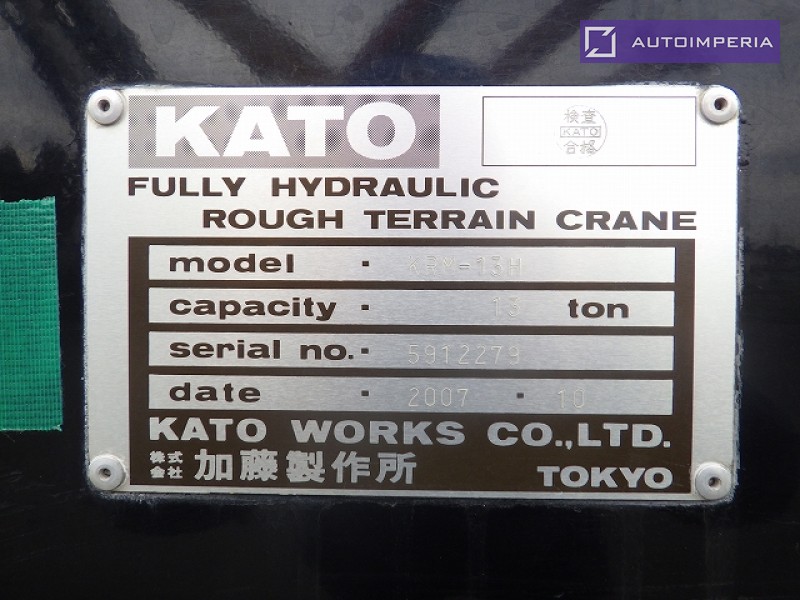 AUTOIMPERIA
KATO
検査
KATO
合格
FULLY HYDRAULIC
ROUGH TERRAIN CRANE
model · KRM-13H
capacity · 13 ton
serial no. · 5912279
date · 2007 · 10
KATO WORKS CO.,LTD.
株式会社 加藤製作所 TOKYO